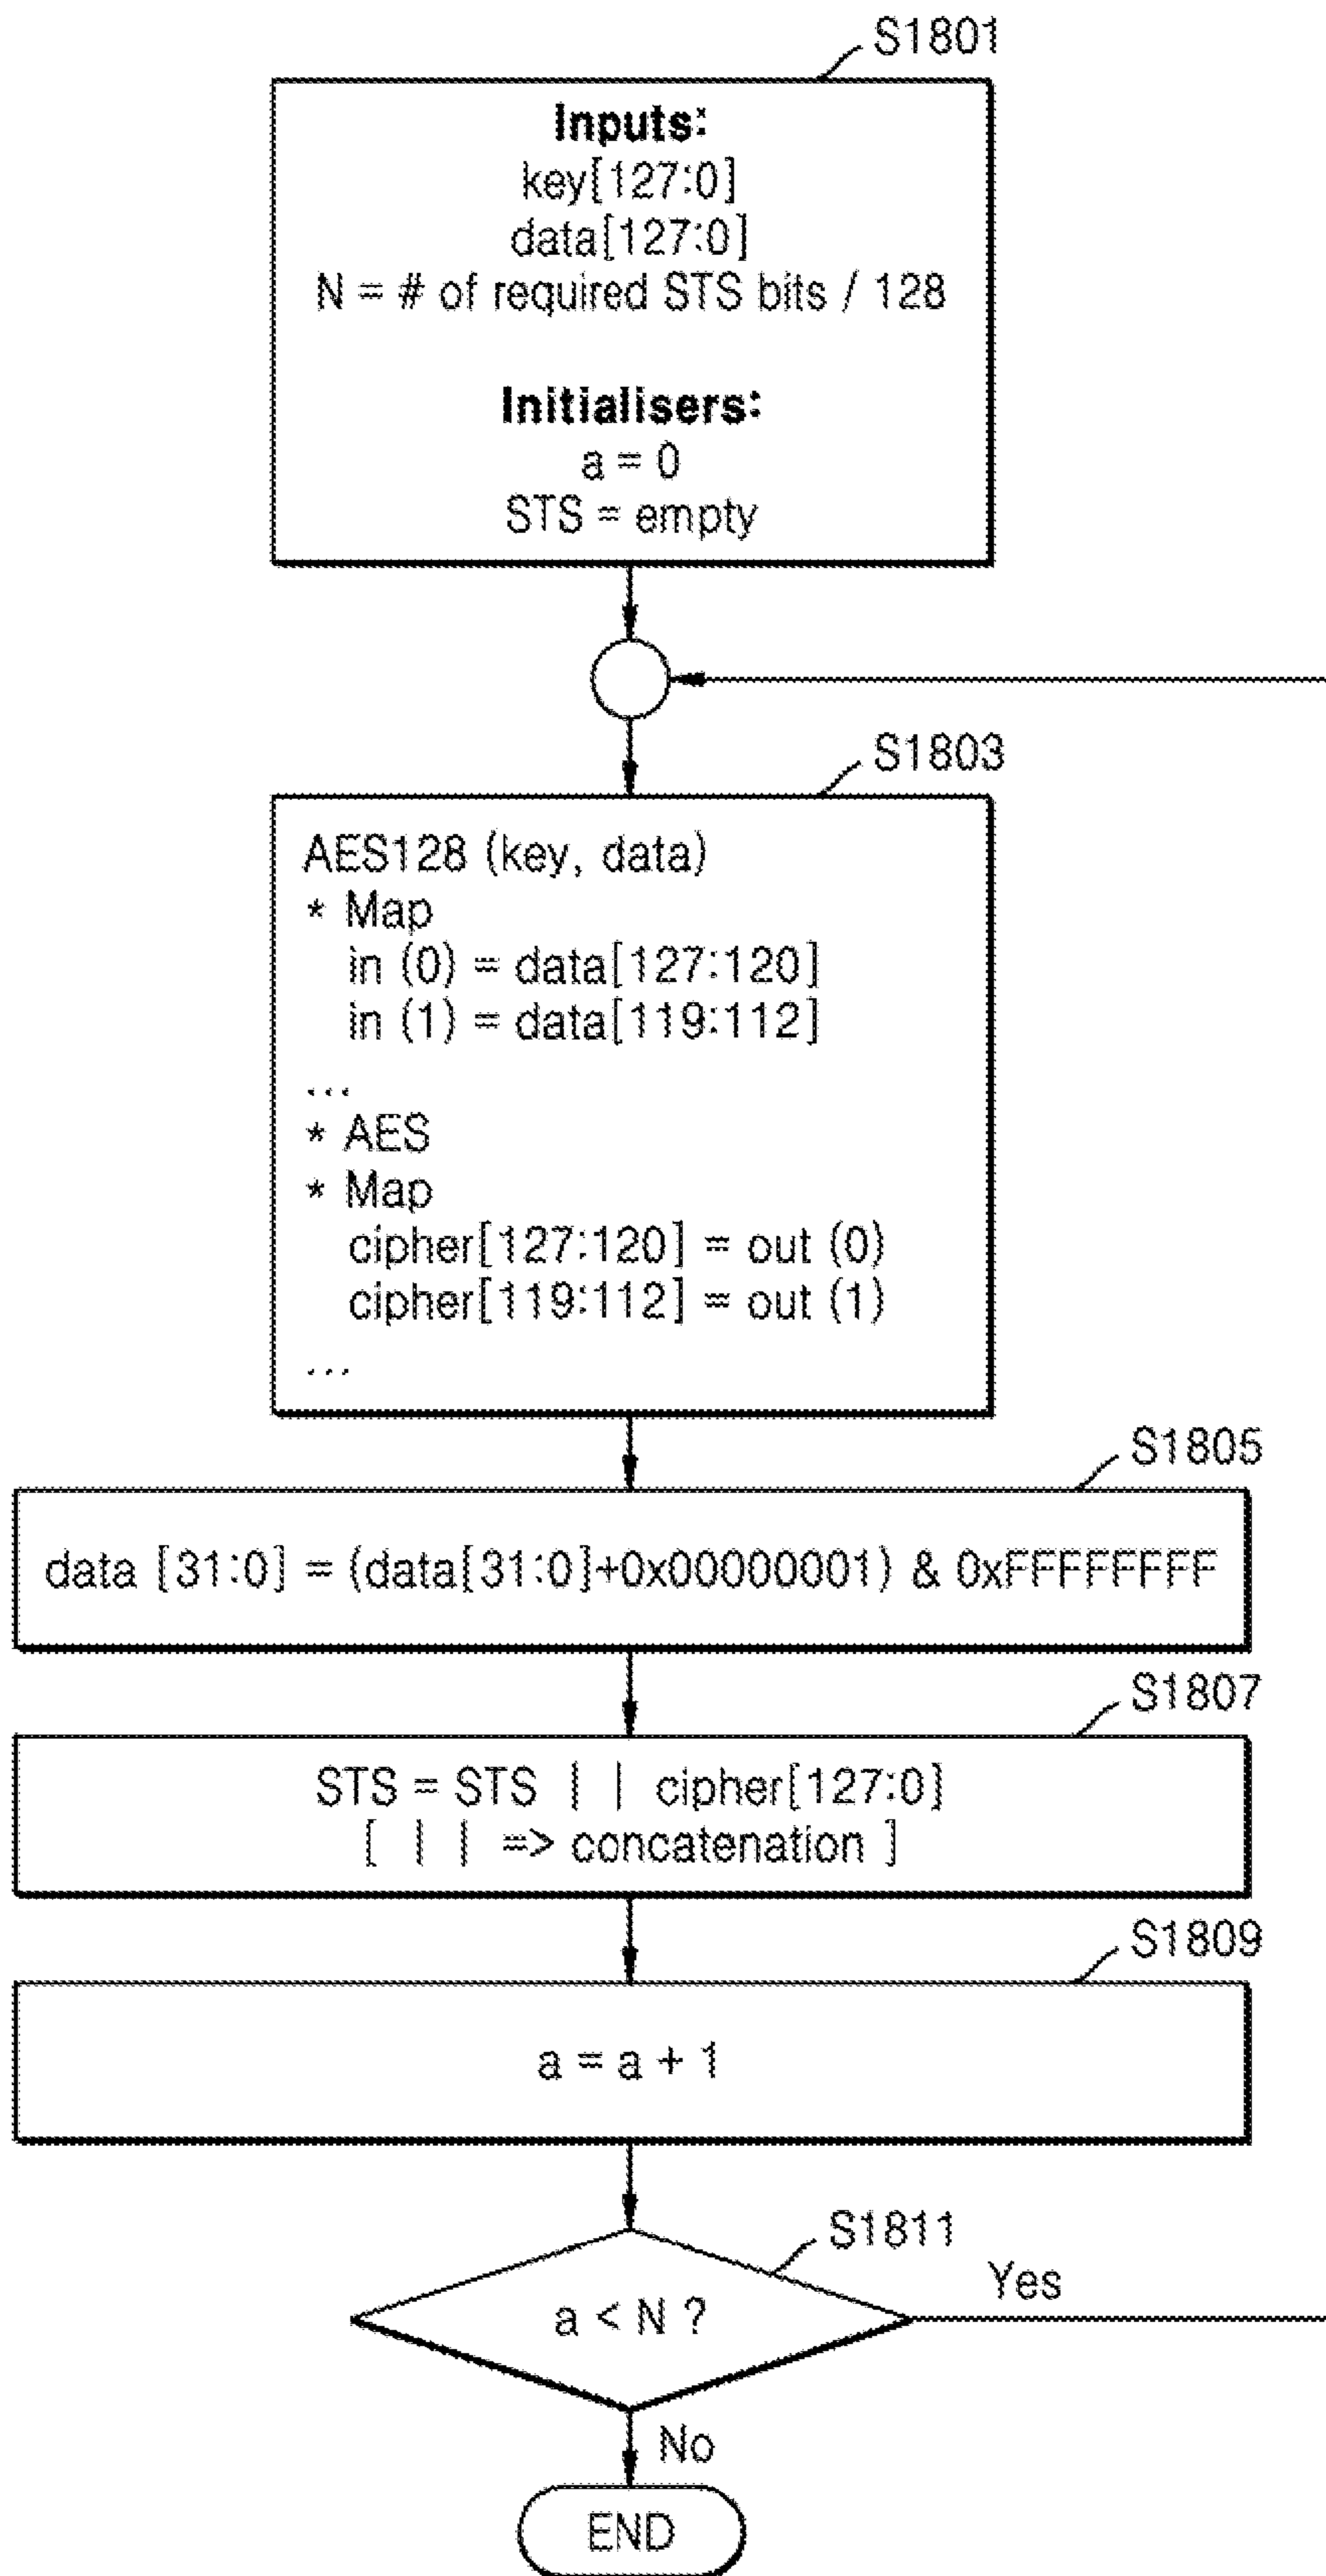 S1801
Inputs:
key[127:0]
data[127:0]
N = # of required STS bits / 128
Initialisers:
a = 0
STS = empty
S1803
AES128 (key, data)
* Map
in (0) = data[127:120]
in (1) = data[119:112]
...
* AES
* Map
cipher[127:120] = out (0)
cipher[119:112] = out (1)
...
S1805
data [31:0] = (data[31:0]+0x00000001) & 0xFFFFFFFF
S1807
STS = STS | | cipher[127:0]
[ | | => concatenation ]
S1809
a = a + 1
S1811
a < N ?
Yes
No
END